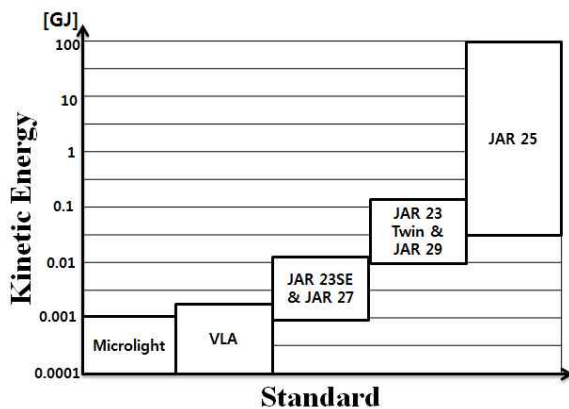 [GJ]
100
10
1
0.1
0.01
0.001
0.0001
Kinetic Energy
JAR 25
JAR 23
Twin &
JAR 29
JAR 23SE
& JAR 27
VLA
Microlight
Standard